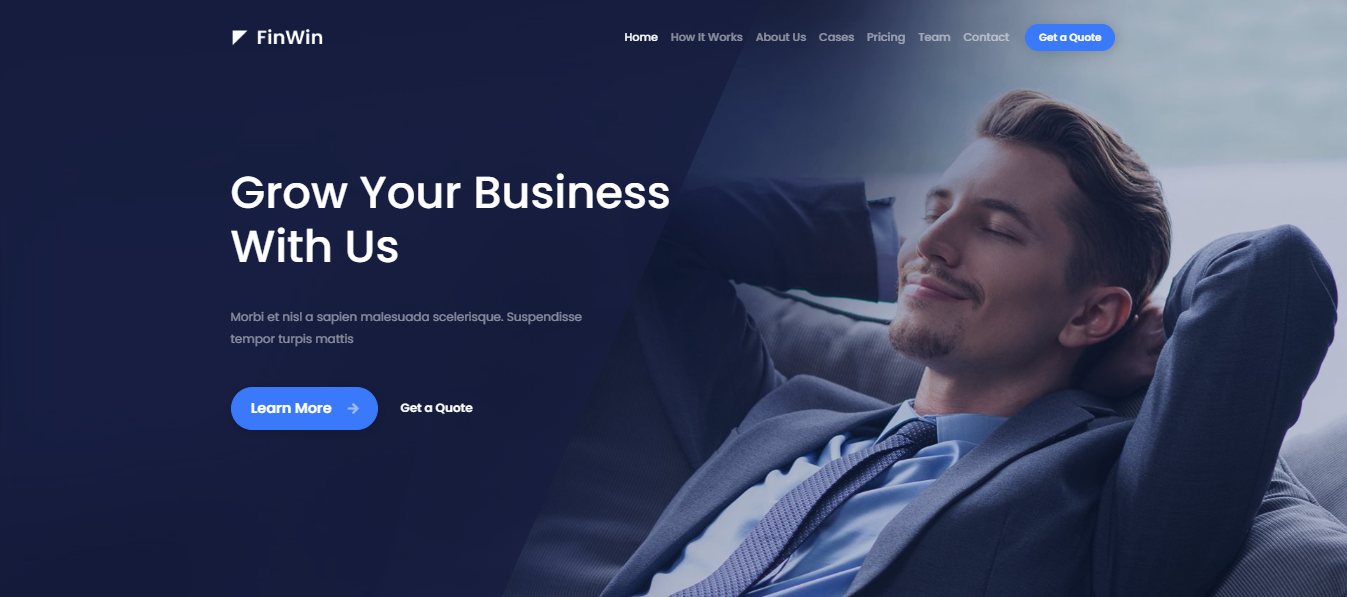 FinWin
Home How It Works About Us Cases Pricing Team Contact Get a Quote
Grow Your Business
With Us
Morbi et nisl a sapien malesuada scelerisque. Suspendisse
tempor turpis mattis
Learn More Get a Quote